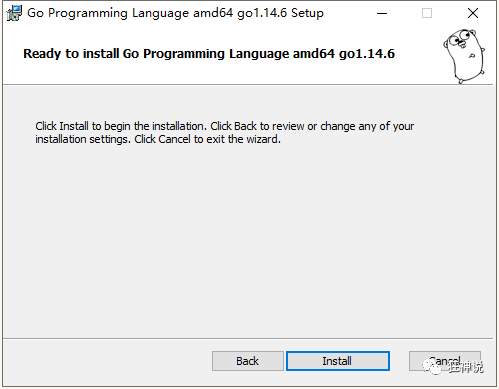 Go Programming Language amd64 go1.14.6 Setup
Ready to install Go Programming Language amd64 go1.14.6
Click Install to begin the installation. Click Back to review or change any of your
installation settings. Click Cancel to exit the wizard.
Back Install Cancel
狂神说